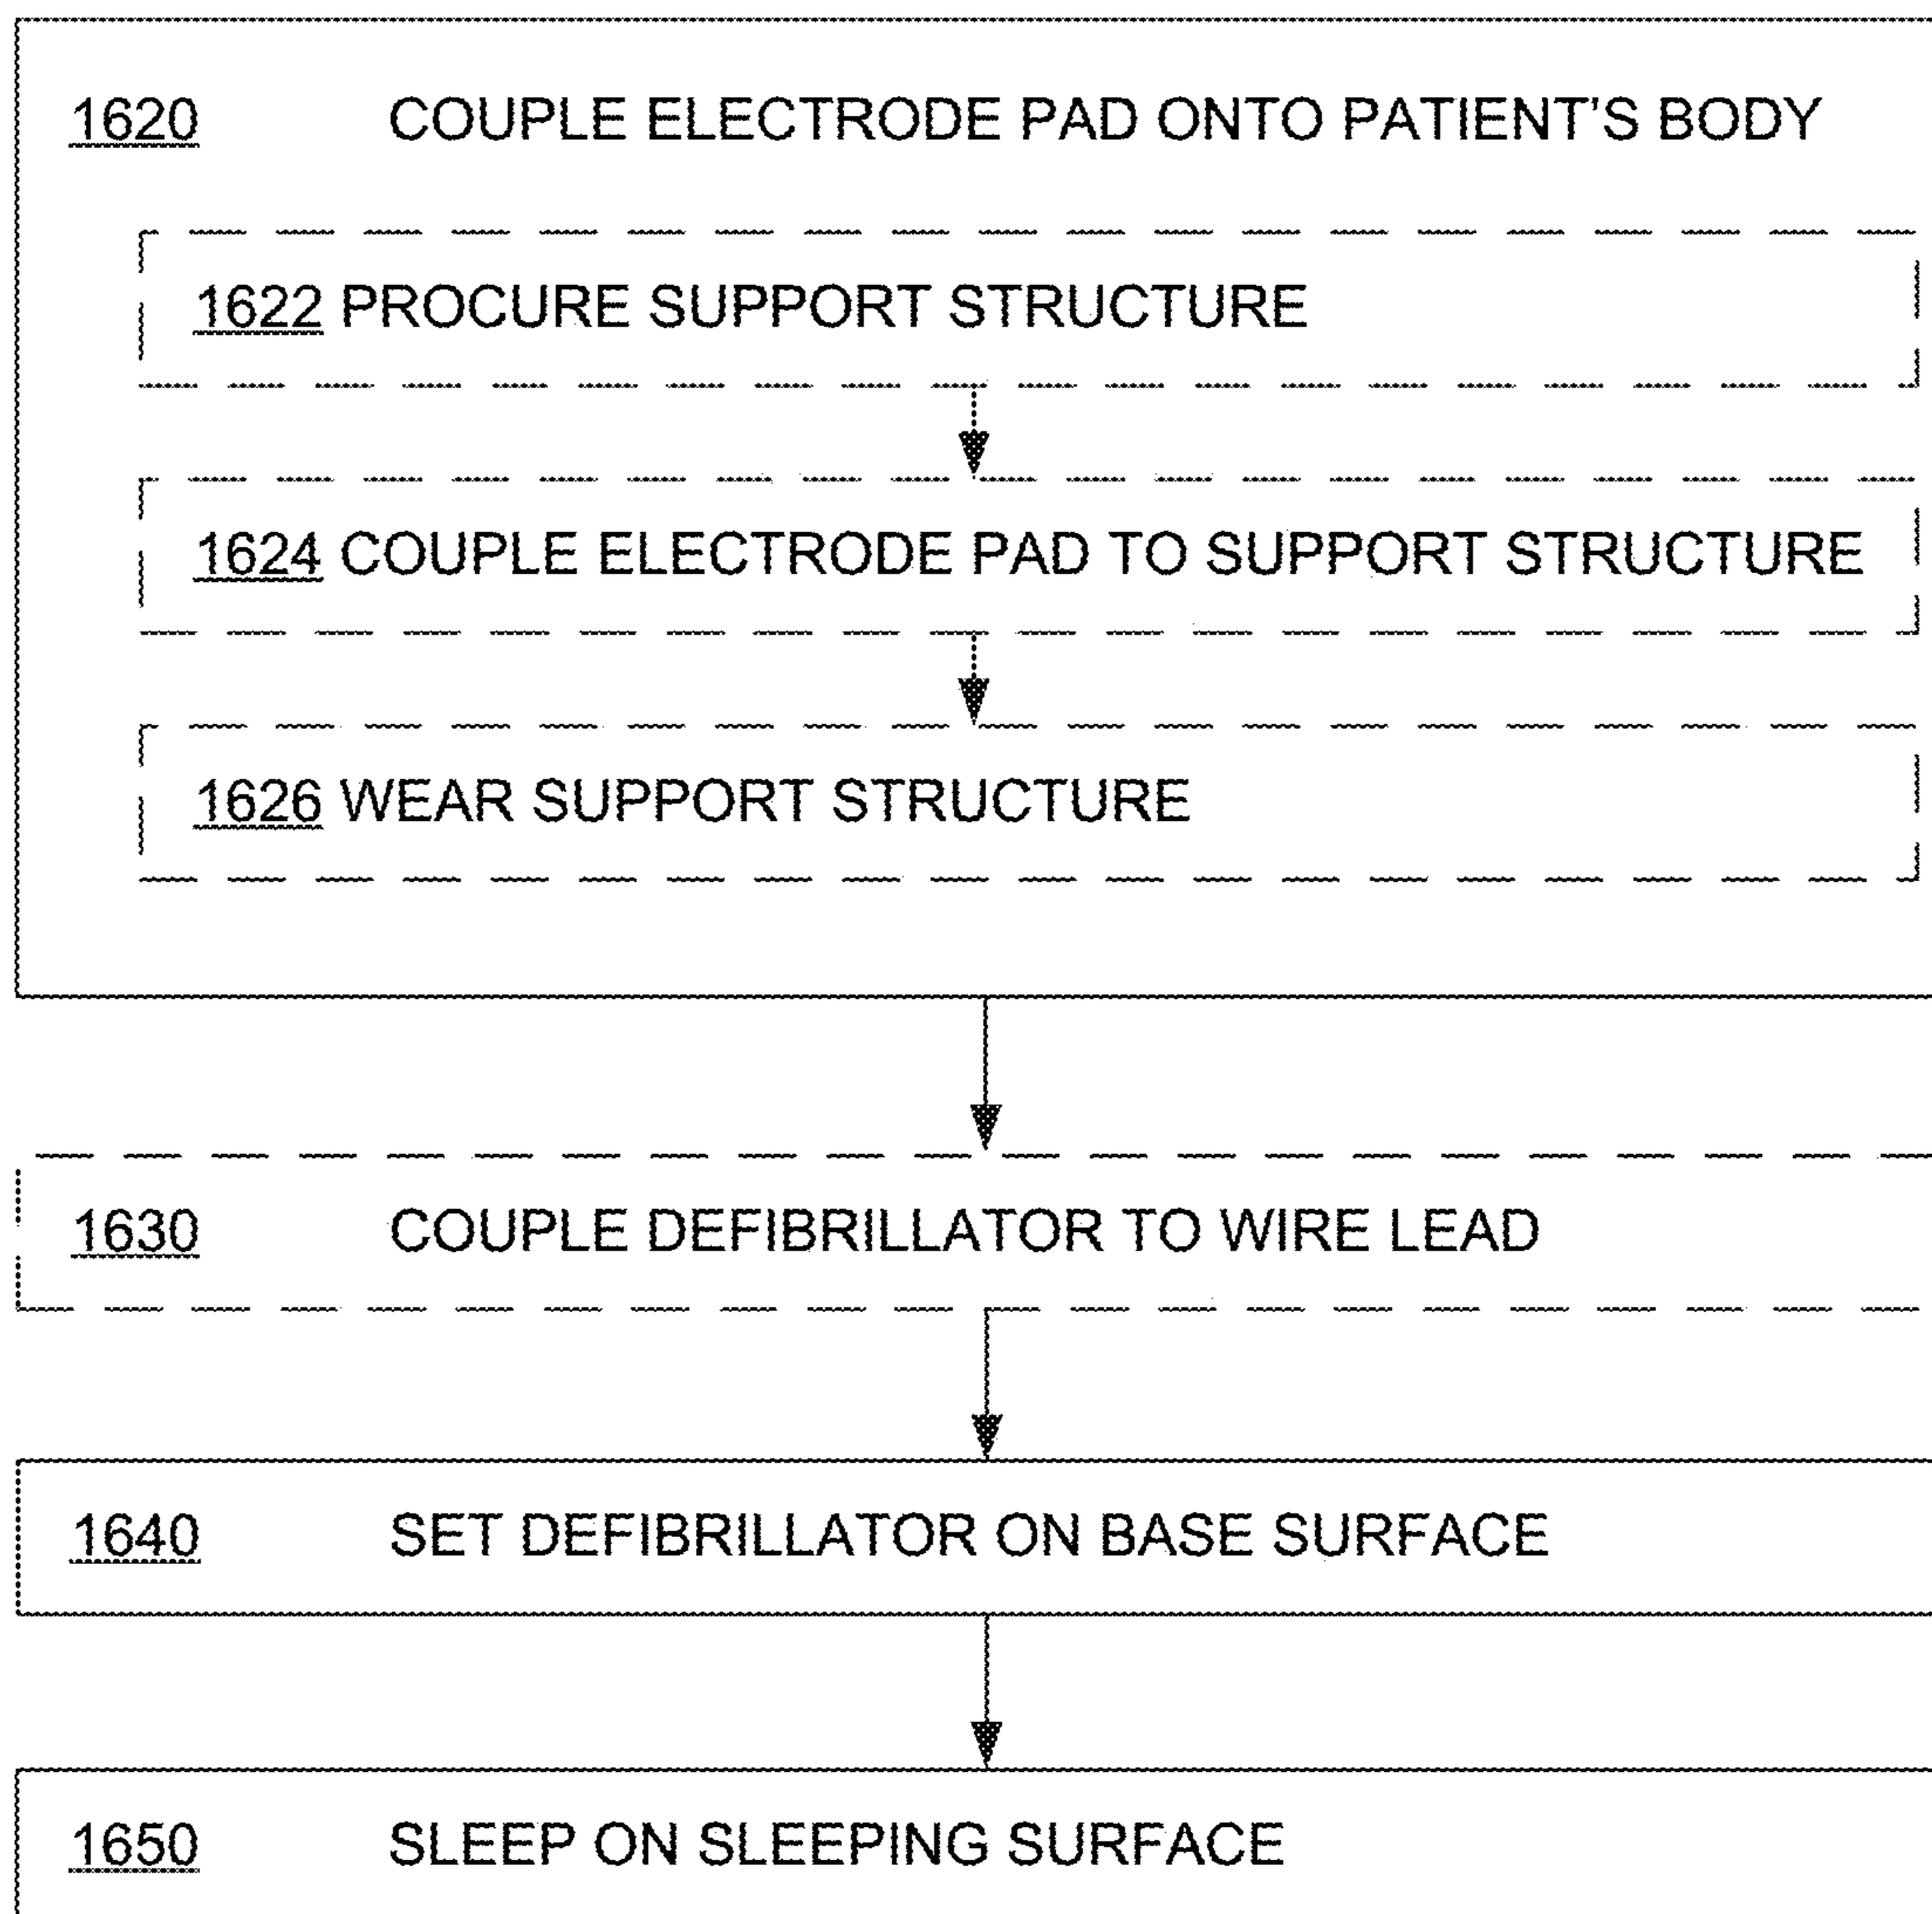 1620 COUPLE ELECTRODE PAD ONTO PATIENT'S BODY
1622 PROCURE SUPPORT STRUCTURE
1624 COUPLE ELECTRODE PAD TO SUPPORT STRUCTURE
1626 WEAR SUPPORT STRUCTURE
1630 COUPLE DEFIBRILLATOR TO WIRE LEAD
1640 SET DEFIBRILLATOR ON BASE SURFACE
1650 SLEEP ON SLEEPING SURFACE